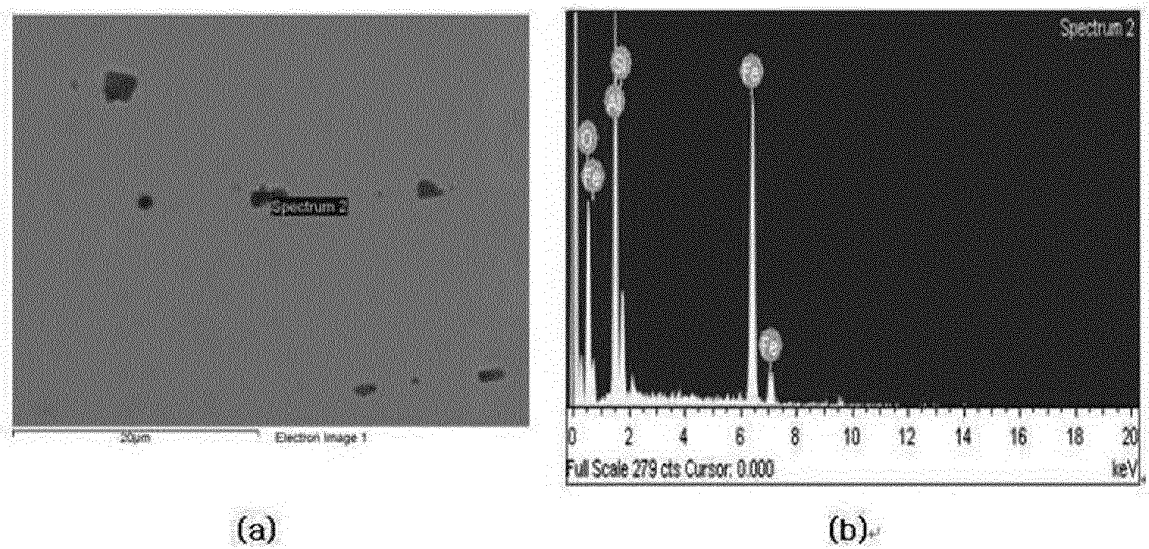 Spectrum 2
20μm
Electron Image 1
(a)
Spectrum 2
Si
Fe
Al
O
Fe
Fe
0 2 4 6 8 10 12 14 16 18 20
Full Scale 279 cts Cursor: 0.000 keV
(b)